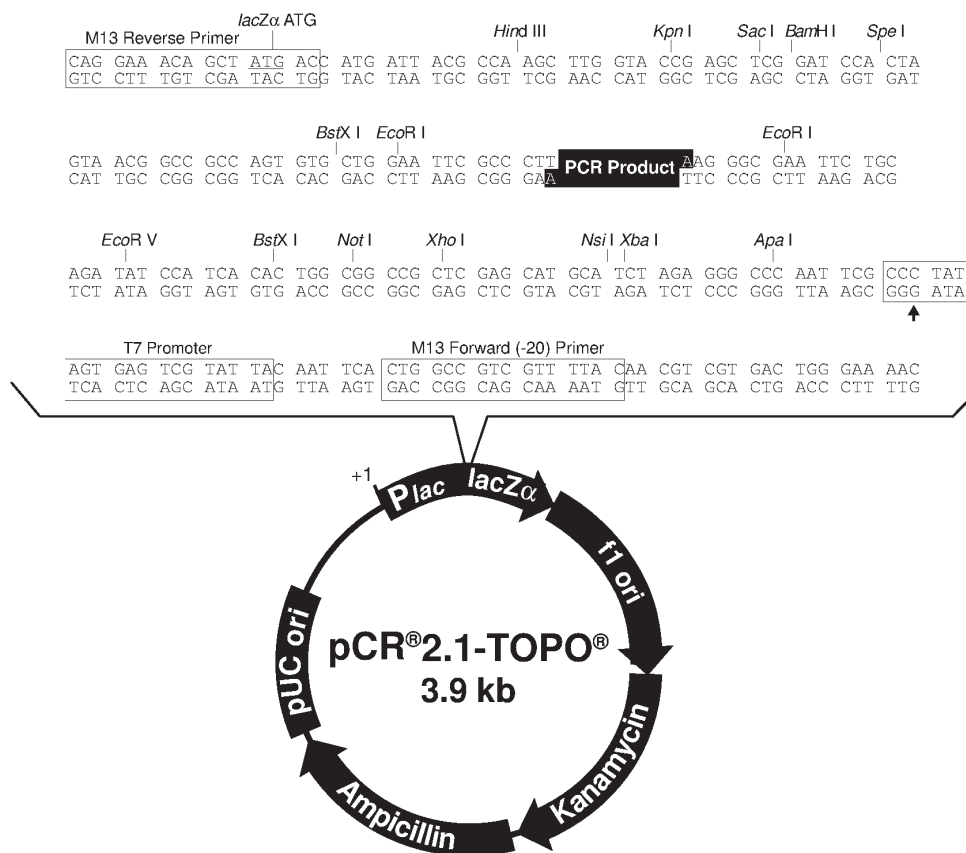 lacZα ATG
M13 Reverse Primer
Hind III Kpn I Sac I BamH I Spe I
CAG GAA ACA GCT ATG ACC ATG ATT ACG CCA AGC TTG GTA CCG AGC TCG GAT CCA CTA
GTC CTT TGT CGA TAC TGG TAC TAA TGC GGT TCG AAC CAT GGC TCG AGC CTA GGT GAT
BstX I EcoR I EcoR I
GTA ACG GCC GCC AGT GTG CTG GAA TTC GCC CTT PCR Product AAG GGC GAA TTC TGC
CAT TGC CGG CGG TCA CAC GAC CTT AAG CGG GAA TTC CCG CTT AAG ACG
EcoR V BstX I Not I Xho I Nsi I Xba I Apa I
AGA TAT CCA TCA CAC TGG CGG CCG CTC GAG CAT GCA TCT AGA GGG CCC AAT TCG CCC TAT
TCT ATA GGT AGT GTG ACC GCC GGC GAG CTC GTA CGT AGA TCT CCC GGG TTA AGC GGG ATA
T7 Promoter M13 Forward (-20) Primer
AGT GAG TCG TAT TAC AAT TCA CTG GCC GTC GTT TTA CAA CGT CGT GAC TGG GAA AAC
TCA CTC AGC ATA ATG TTA AGT GAC CGG CAG CAA AAT GTT GCA GCA CTG ACC CTT TTG
+1
Plac lacZα
f1 ori
Kanamycin
Ampicillin
pUC ori
pCR®2.1-TOPO®
3.9 kb